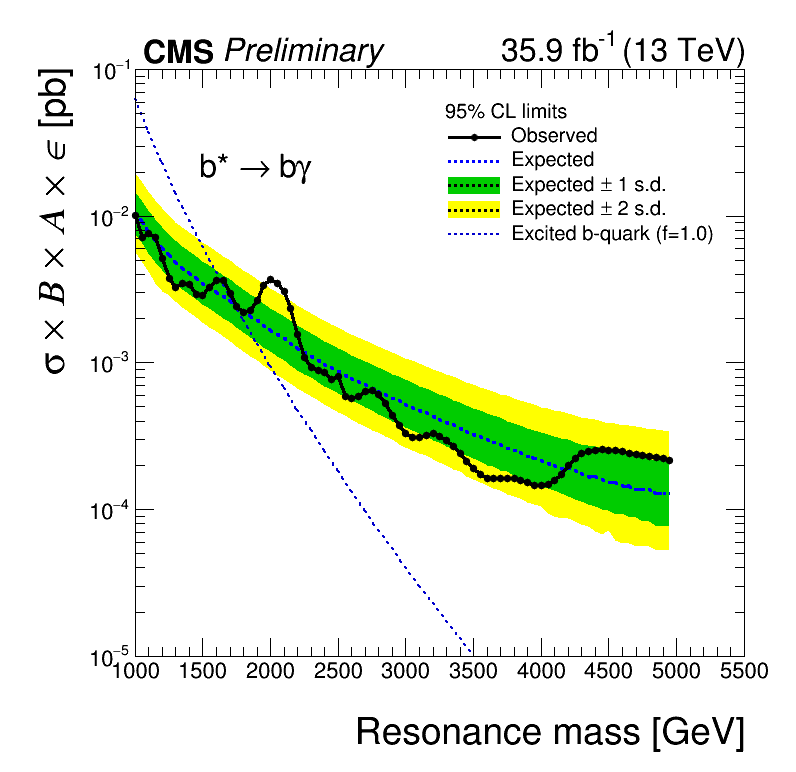 CMS Preliminary 35.9 fb⁻¹ (13 TeV)
σ × B × A × ϵ [pb]
10⁻¹
10⁻²
10⁻³
10⁻⁴
10⁻⁵
b* → bγ
95% CL limits
Observed
Expected
Expected ± 1 s.d.
Expected ± 2 s.d.
Excited b-quark (f=1.0)
1000 1500 2000 2500 3000 3500 4000 4500 5000 5500
Resonance mass [GeV]